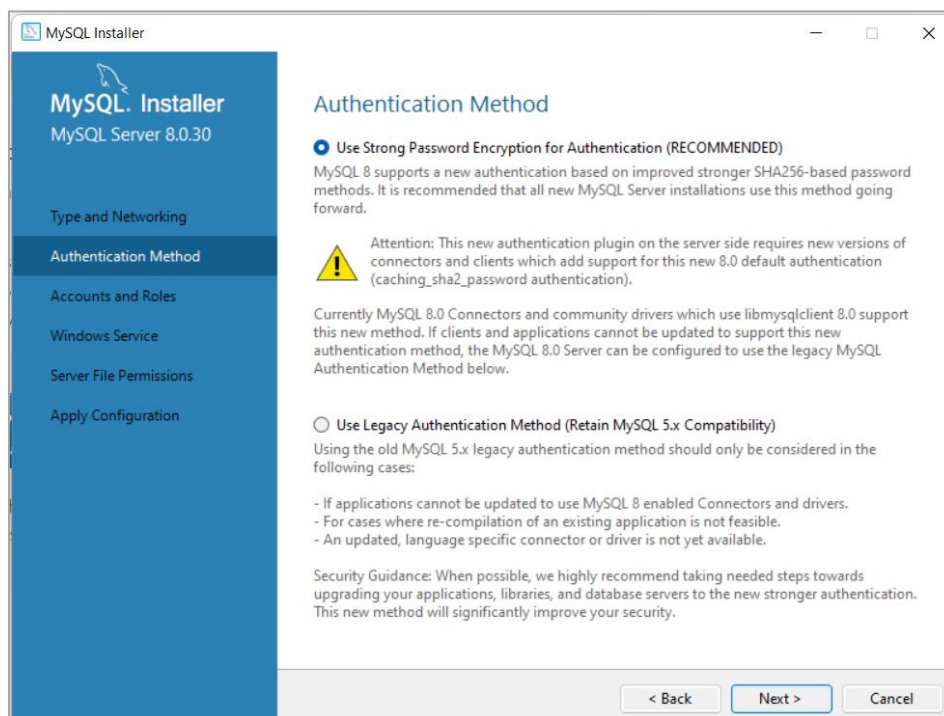 MySQL Installer
MySQL. Installer
MySQL Server 8.0.30
Type and Networking
Authentication Method
Accounts and Roles
Windows Service
Server File Permissions
Apply Configuration
Authentication Method
Use Strong Password Encryption for Authentication (RECOMMENDED)
MySQL 8 supports a new authentication based on improved stronger SHA256-based password
methods. It is recommended that all new MySQL Server installations use this method going
forward.
Attention: This new authentication plugin on the server side requires new versions of
connectors and clients which add support for this new 8.0 default authentication
(caching_sha2_password authentication).
Currently MySQL 8.0 Connectors and community drivers which use libmysqlclient 8.0 support
this new method. If clients and applications cannot be updated to support this new
authentication method, the MySQL 8.0 Server can be configured to use the legacy MySQL
Authentication Method below.
Use Legacy Authentication Method (Retain MySQL 5.x Compatibility)
Using the old MySQL 5.x legacy authentication method should only be considered in the
following cases:
- If applications cannot be updated to use MySQL 8 enabled Connectors and drivers.
- For cases where re-compilation of an existing application is not feasible.
- An updated, language specific connector or driver is not yet available.
Security Guidance: When possible, we highly recommend taking needed steps towards
upgrading your applications, libraries, and database servers to the new stronger authentication.
This new method will significantly improve your security.
< Back
Next >
Cancel